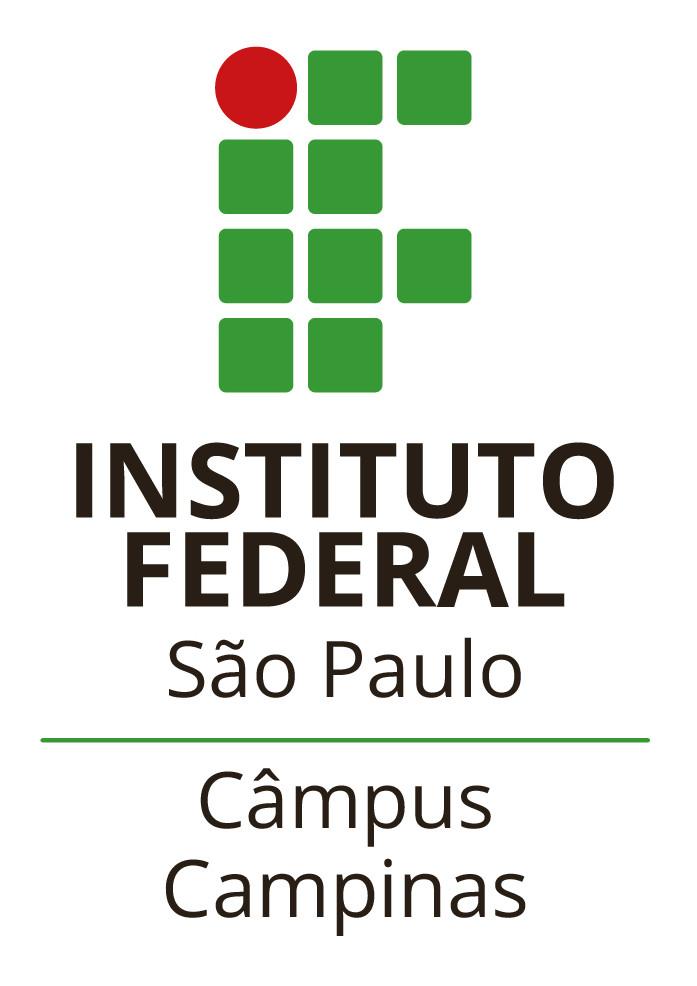 INSTITUTO
FEDERAL
São Paulo
Câmpus
Campinas